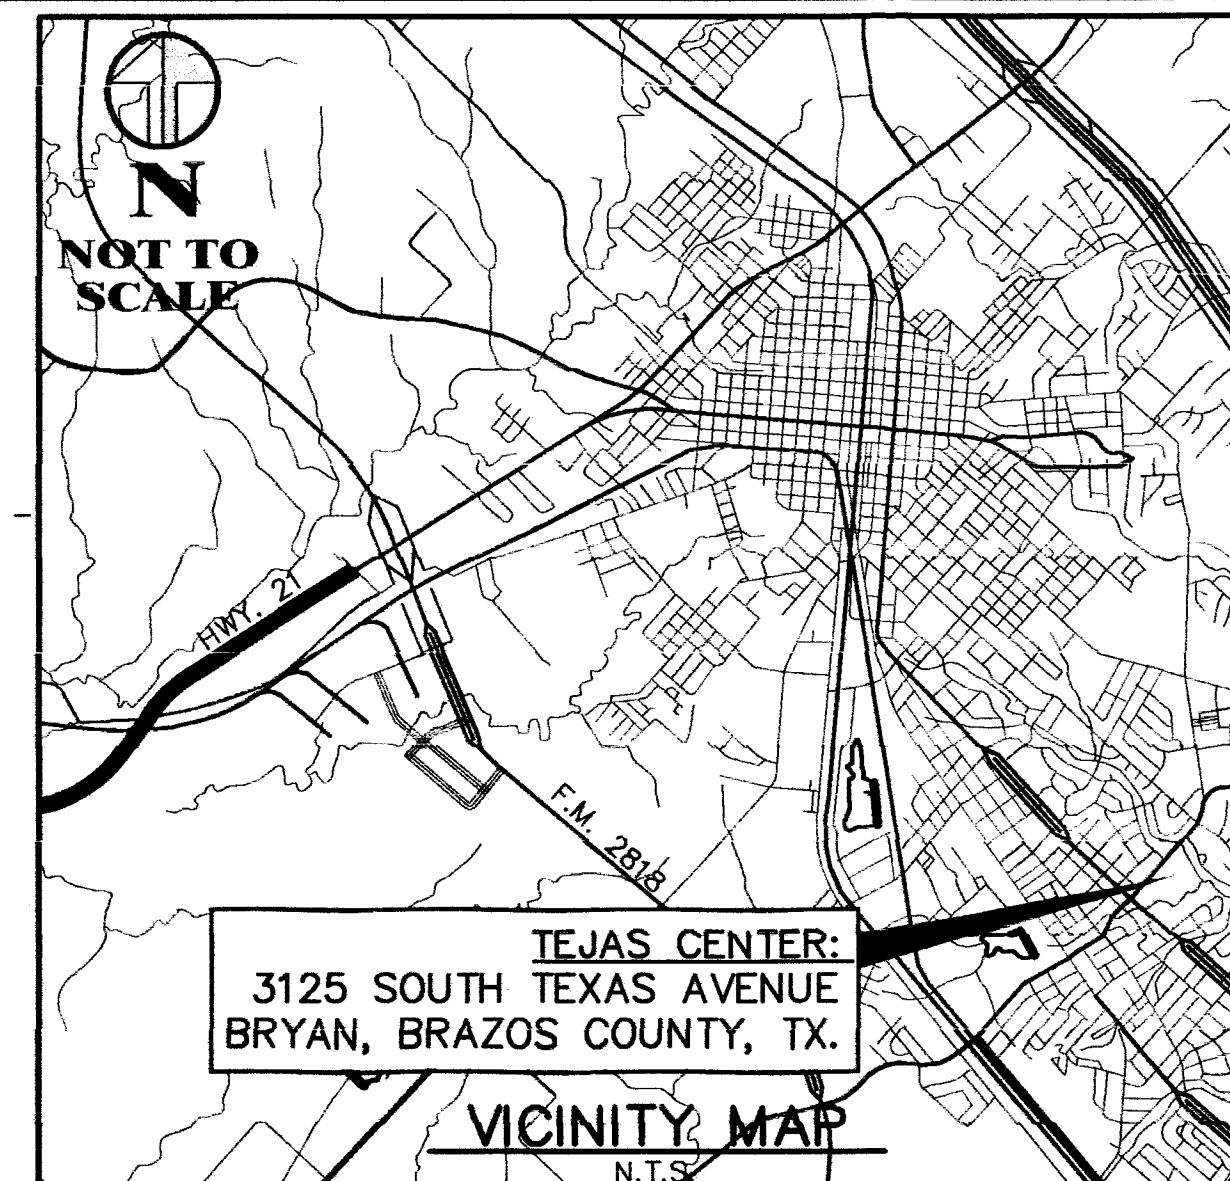 N
NOT TO
SCALE
HWY. 21
F.M. 2818
TEJAS CENTER:
3125 SOUTH TEXAS AVENUE
BRYAN, BRAZOS COUNTY, TX.
VICINITY MAP
N.T.S.